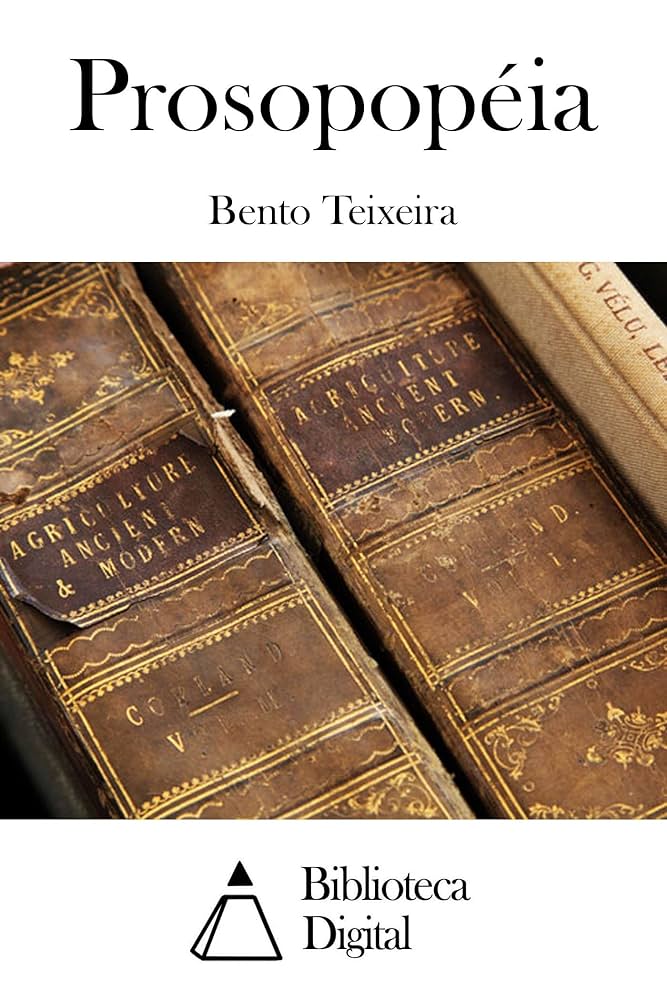 Prosopopéia
Bento Teixeira
G. VÉLU, LE
AGRICULTURE
ANCIENT
MODERN.
AGRICULTURE
ANCIENT
& MODERN
COPLAND.
VOL. I.
COPLAND
VOL. II.
Biblioteca
Digital